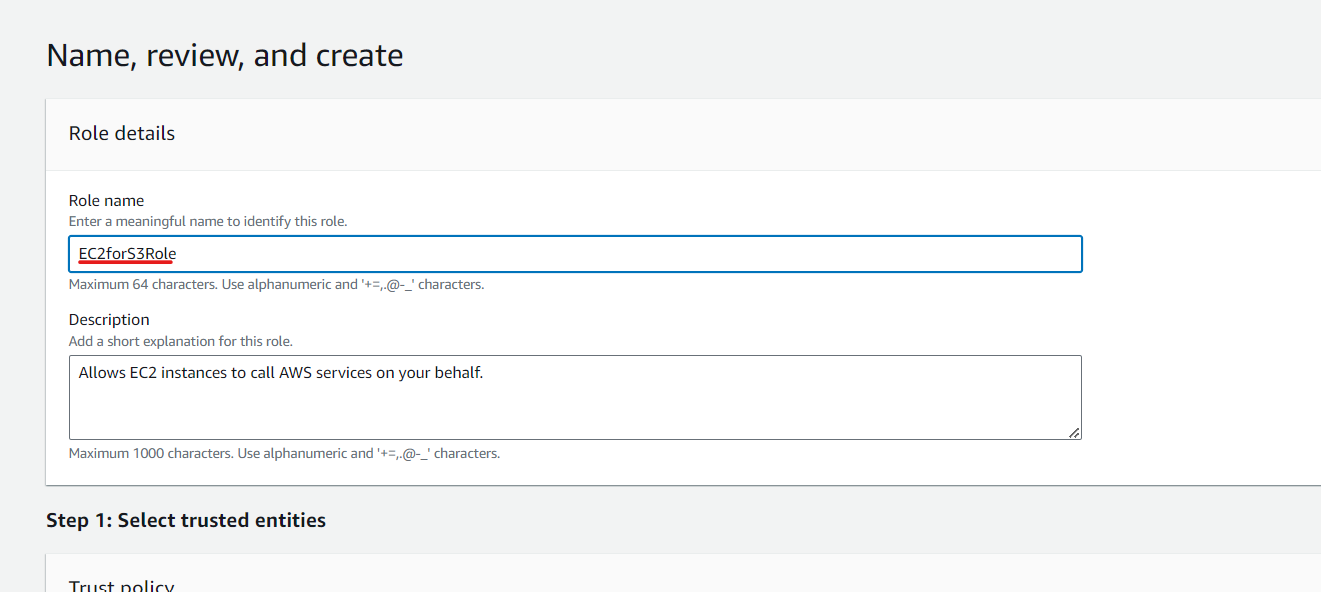 Name, review, and create
Role details
Role name
Enter a meaningful name to identify this role.
EC2forS3Role
Maximum 64 characters. Use alphanumeric and '+=,.@-_' characters.
Description
Add a short explanation for this role.
Allows EC2 instances to call AWS services on your behalf.
Maximum 1000 characters. Use alphanumeric and '+=,.@-_' characters.
Step 1: Select trusted entities
Trust policy